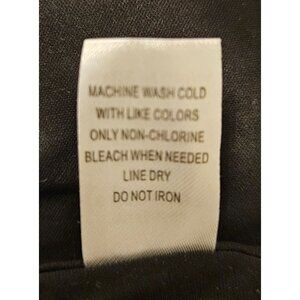 MACHINE WASH COLD
WITH LIKE COLORS
ONLY NON-CHLORINE
BLEACH WHEN NEEDED
LINE DRY
DO NOT IRON